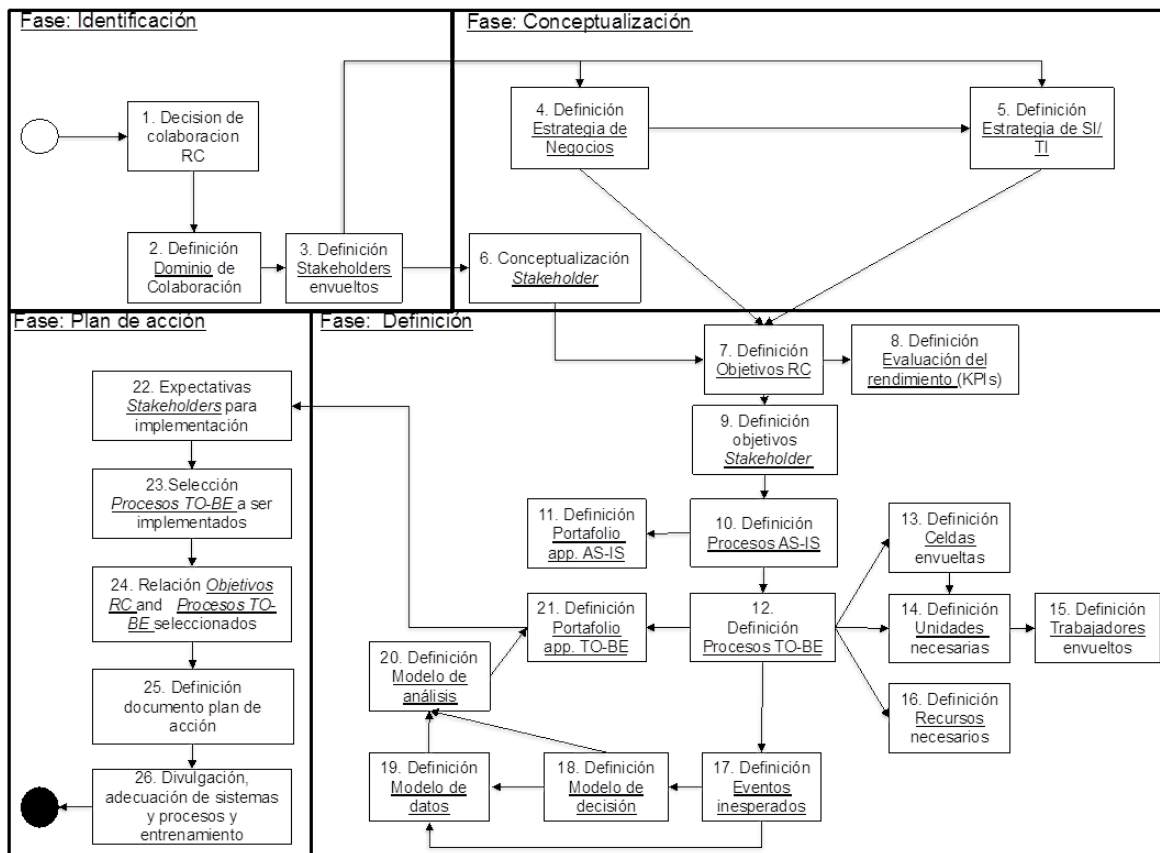 Fase: Identificación
1. Decision de
colaboracion
RC
2. Definición
Dominio de
Colaboración
3. Definición
Stakeholders
envueltos
Fase: Conceptualización
4. Definición
Estrategia de
Negocios
5. Definición
Estrategia de SI/
TI
6. Conceptualización
Stakeholder
Fase: Definición
7. Definición
Objetivos RC
8. Definición
Evaluación del
rendimiento (KPIs)
9. Definición
objetivos
Stakeholder
10. Definición
Procesos AS-IS
11. Definición
Portafolio
app. AS-IS
12.
Definición
Procesos TO-BE
13. Definición
Celdas
envueltas
14. Definición
Unidades
necesarias
15. Definición
Trabajadores
envueltos
16. Definición
Recursos
necesarios
17. Definición
Eventos
inesperados
18. Definición
Modelo de
decisión
19. Definición
Modelo de
datos
20. Definición
Modelo de
análisis
21. Definición
Portafolio
app. TO-BE
Fase: Plan de acción
22. Expectativas
Stakeholders para
implementación
23.Selección
Procesos TO-BE a ser
implementados
24. Relación Objetivos
RC and Procesos TO-
BE seleccionados
25. Definición
documento plan de
acción
26. Divulgación,
adecuación de sistemas
y procesos y
entrenamiento